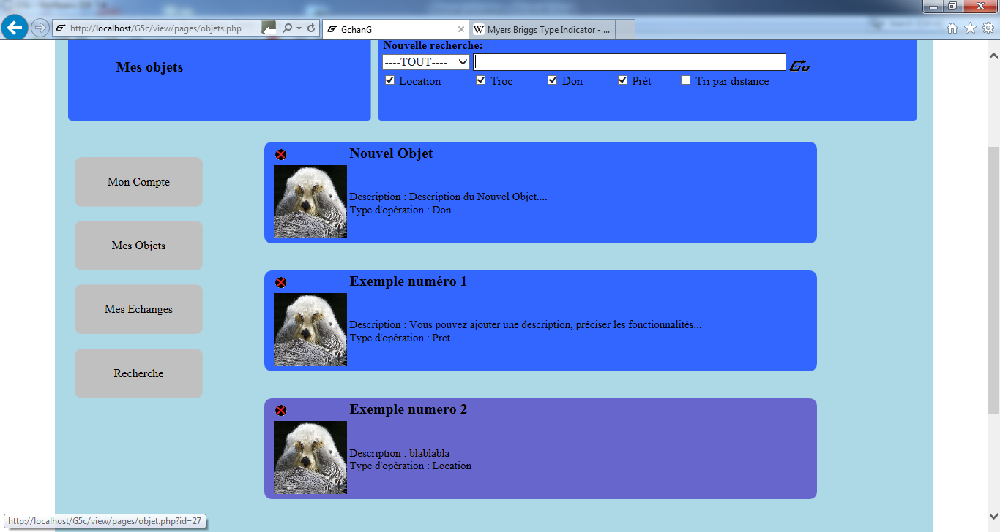 http://localhost/G5c/view/pages/objets.php
GchanG
Myers Briggs Type Indicator - ...
Mes objets
Nouvelle recherche:
----TOUT----
Go
Location
Troc
Don
Prét
Tri par distance
Mon Compte
Mes Objets
Mes Echanges
Recherche
Nouvel Objet
Description : Description du Nouvel Objet....
Type d'opération : Don
Exemple numéro 1
Description : Vous pouvez ajouter une description, préciser les fonctionnalités...
Type d'opération : Pret
Exemple numero 2
Description : blablabla
Type d'opération : Location
http://localhost/G5c/view/pages/objet.php?id=27